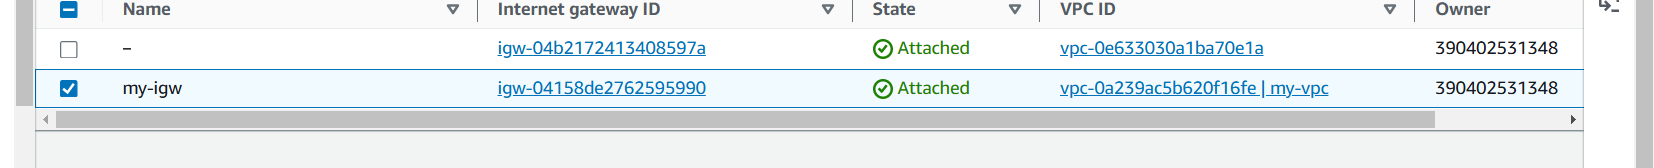 Name Internet gateway ID State VPC ID Owner
– igw-04b2172413408597a Attached vpc-0e633030a1ba70e1a 390402531348
my-igw igw-04158de2762595990 Attached vpc-0a239ac5b620f16fe | my-vpc 390402531348